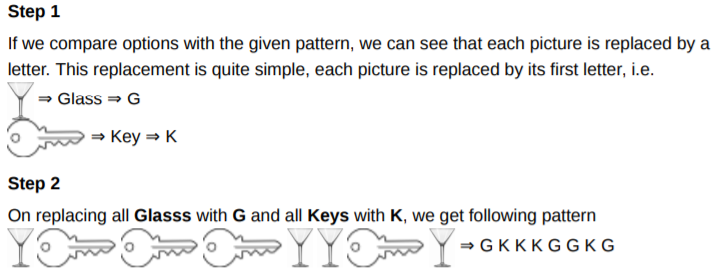 Step 1
If we compare options with the given pattern, we can see that each picture is replaced by a
letter. This replacement is quite simple, each picture is replaced by its first letter, i.e.
⇒ Glass ⇒ G
⇒ Key ⇒ K
Step 2
On replacing all Glasss with G and all Keys with K, we get following pattern
⇒ G K K K G G K G